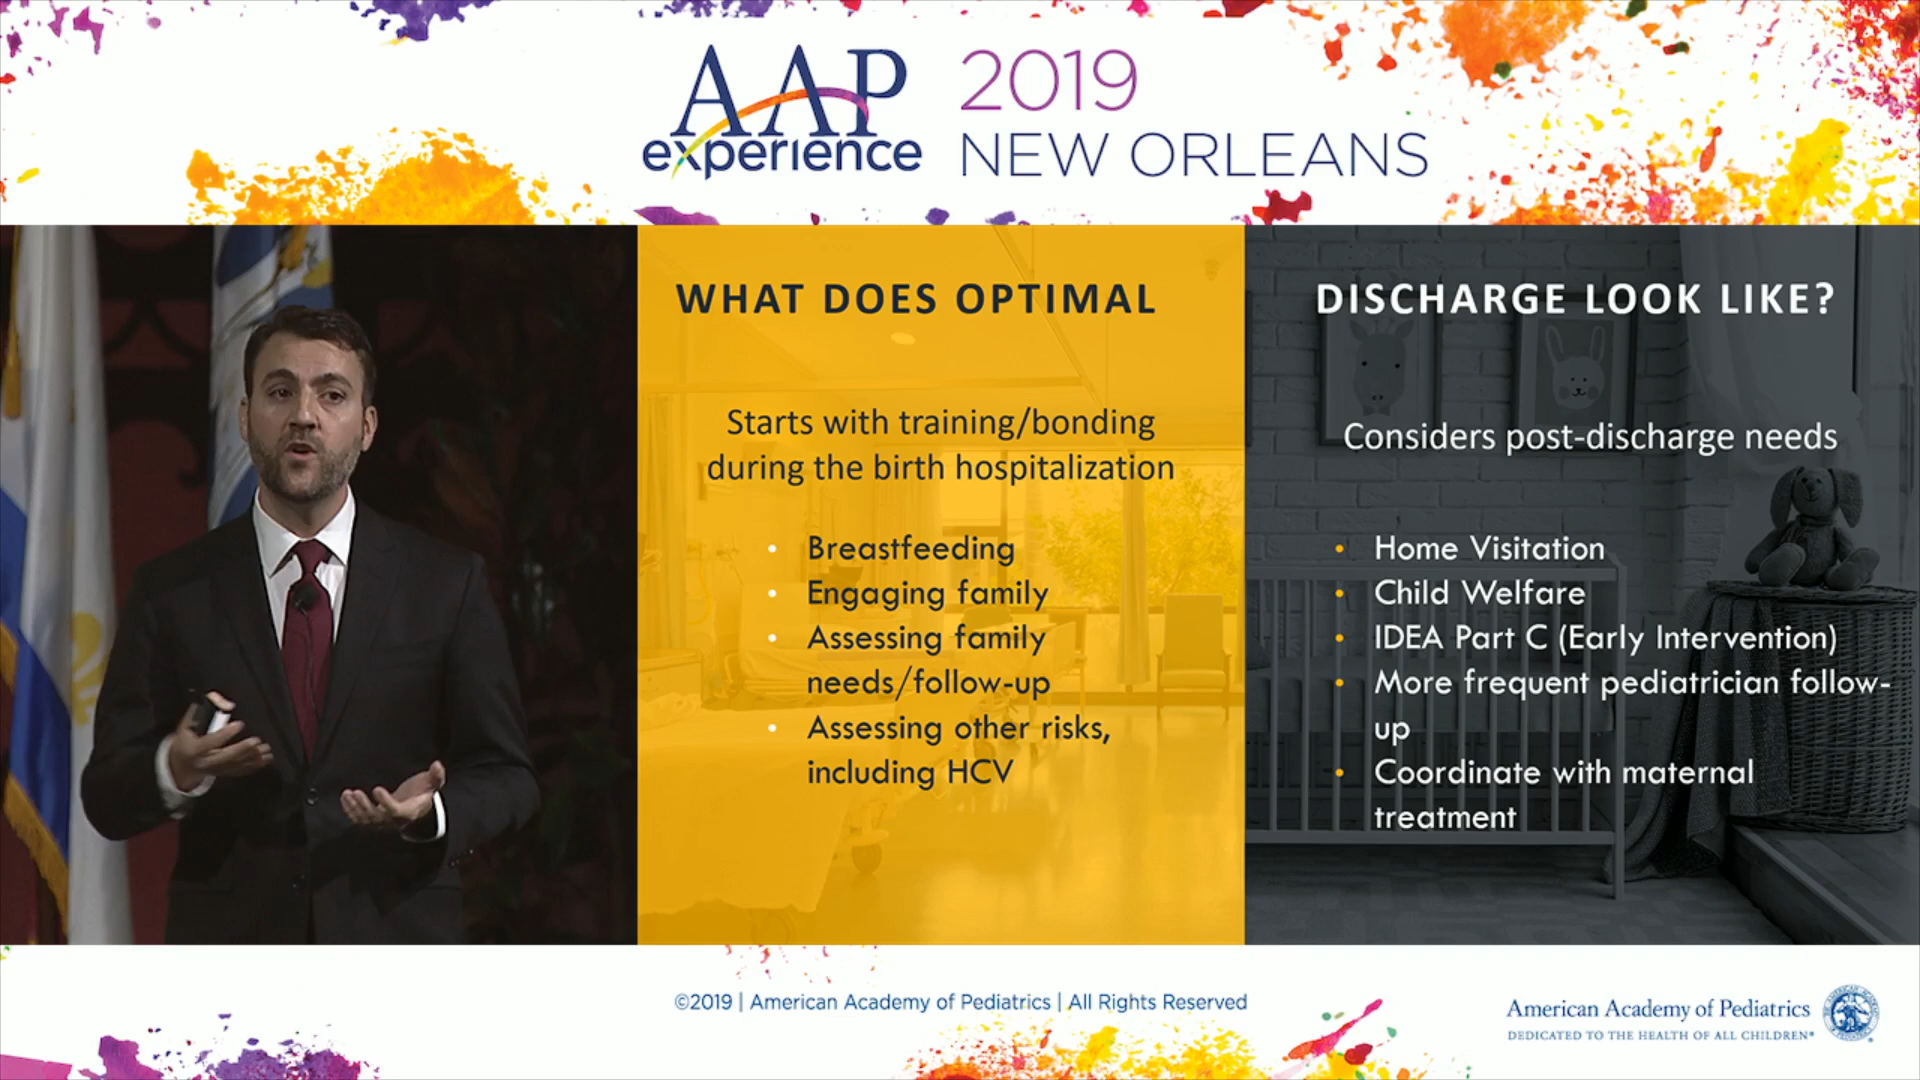 AAP
experience
2019
NEW ORLEANS
WHAT DOES OPTIMAL
Starts with training/bonding
during the birth hospitalization
• Breastfeeding
• Engaging family
• Assessing family
needs/follow-up
• Assessing other risks,
including HCV
DISCHARGE LOOK LIKE?
Considers post-discharge needs
• Home Visitation
• Child Welfare
• IDEA Part C (Early Intervention)
• More frequent pediatrician follow-
up
• Coordinate with maternal
treatment
©2019 | American Academy of Pediatrics | All Rights Reserved
American Academy of Pediatrics
DEDICATED TO THE HEALTH OF ALL CHILDREN®